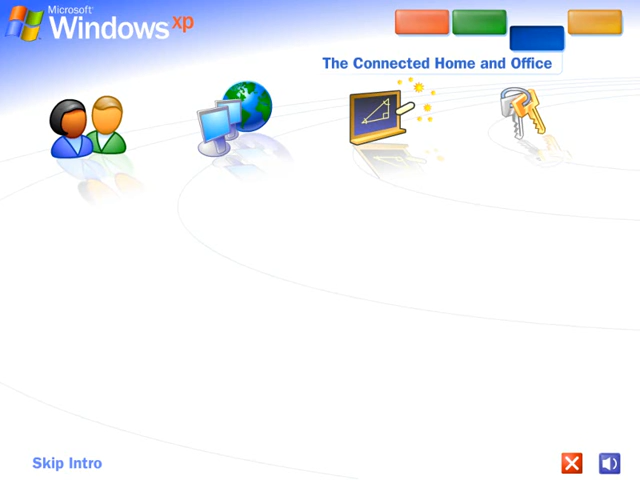 Microsoft®
Windows xp
The Connected Home and Office
Skip Intro